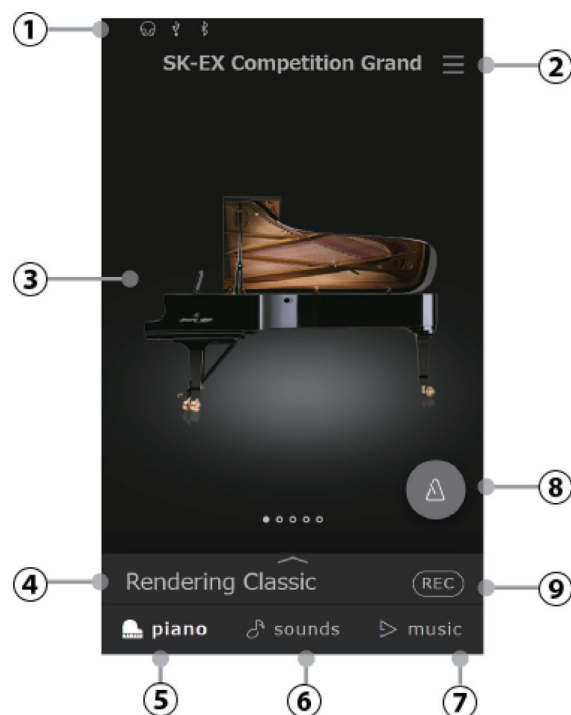 ①
SK-EX Competition Grand
②
③
⑧
④ Rendering Classic REC ⑨
piano sounds music
⑤ ⑥ ⑦